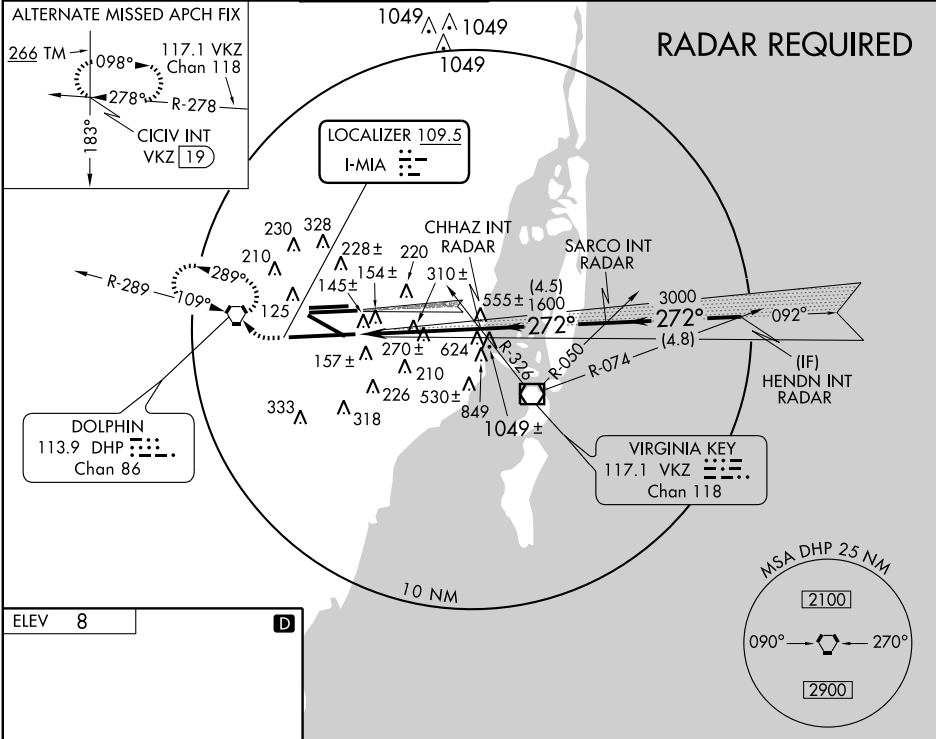 ALTERNATE MISSED APCH FIX
266 TM
098°
117.1 VKZ
Chan 118
278°
R-278
183°
CICIV INT
VKZ 19
1049
1049
1049
RADAR REQUIRED
LOCALIZER 109.5
I-MIA
230
328
210
228±
220
154±
145±
125
310±
CHHAZ INT
RADAR
SARCO INT
RADAR
R-289
289°
109°
555±
(4.5)
1600
272°
3000
272°
(4.8)
092°
157±
270±
624
210
226
530±
849
1049±
333
318
R-326
R-050
R-074
(IF)
HENDN INT
RADAR
DOLPHIN
113.9 DHP
Chan 86
VIRGINIA KEY
117.1 VKZ
Chan 118
10 NM
MSA DHP 25 NM
2100
090°
270°
2900
ELEV 8
D